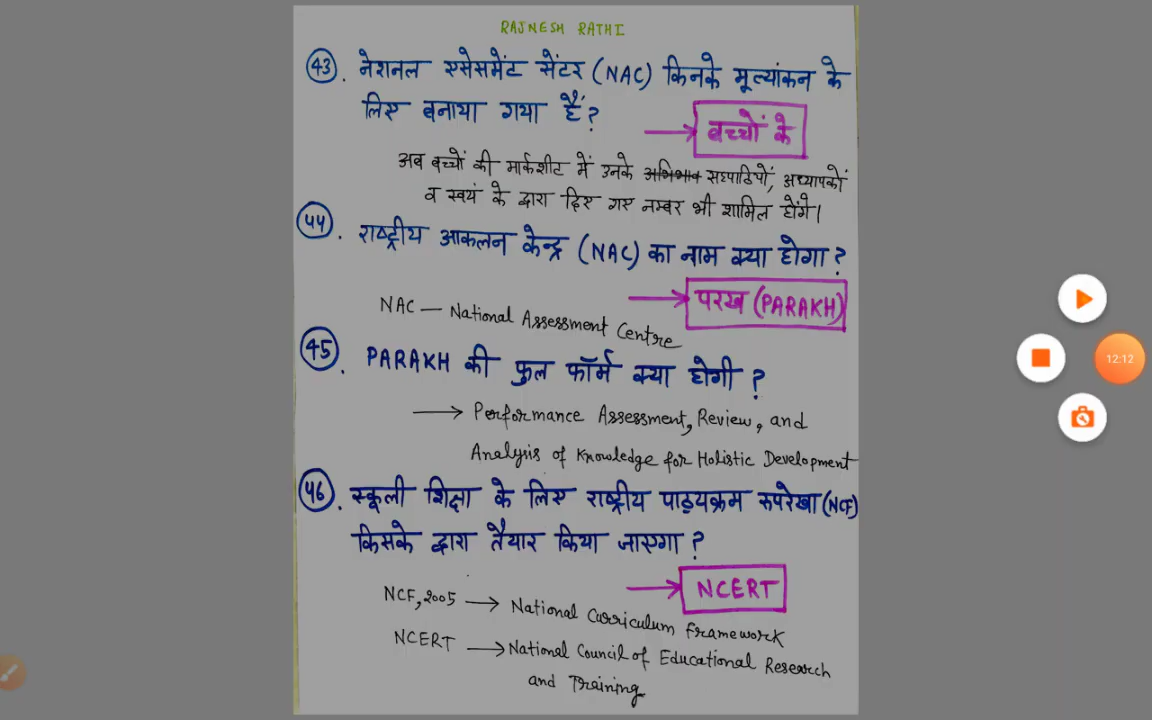 RAJNESH RATHI
43. नेशनल एसेसमेंट सेंटर (NAC) किनके मूल्यांकन के
लिए बनाया गया हैं?
→ बच्चों के
अब बच्चों की मार्कशीट में उनके अभिभाव सहपाठियों, अध्यापकों
व स्वयं के द्वारा दिए गए नम्बर भी शामिल होंगे।
44. राष्ट्रीय आकलन केन्द्र (NAC) का नाम क्या होगा?
→ परख (PARAKH)
NAC — National Assessment Centre
45. PARAKH की फुल फॉर्म क्या होगी?
→ Performance Assessment, Review, and
Analysis of Knowledge for Holistic Development
46. स्कूली शिक्षा के लिए राष्ट्रीय पाठ्यक्रम रुपरेखा (NCF)
किसके द्वारा तैयार किया जाएगा?
→ NCERT
NCF, 2005 → National Curriculum Framework
NCERT → National Council of Educational Research
and Training
12:12